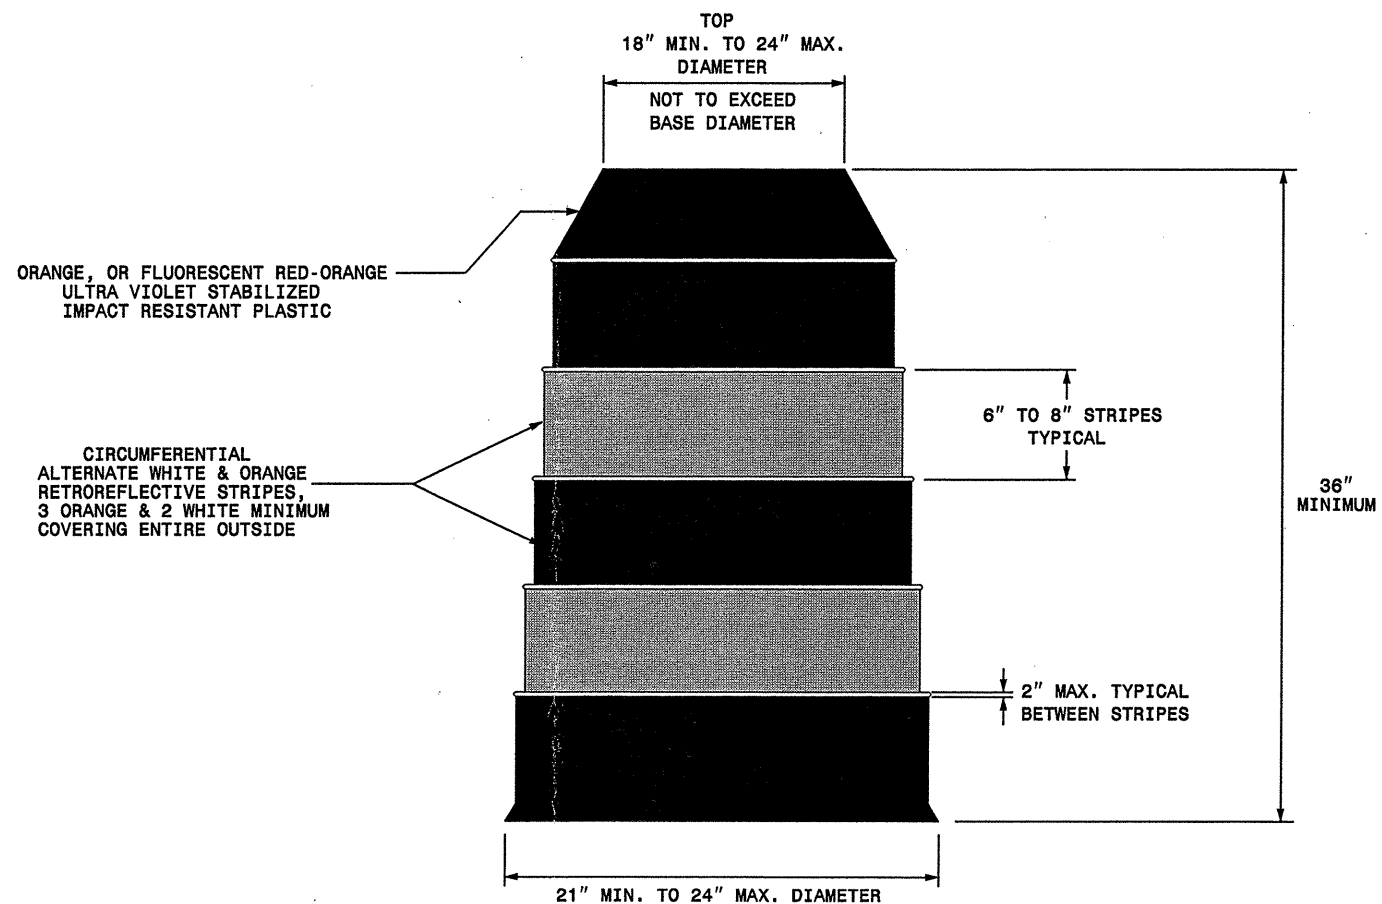 TOP
18" MIN. TO 24" MAX.
DIAMETER
NOT TO EXCEED
BASE DIAMETER
ORANGE, OR FLUORESCENT RED-ORANGE
ULTRA VIOLET STABILIZED
IMPACT RESISTANT PLASTIC
6" TO 8" STRIPES
TYPICAL
CIRCUMFERENTIAL
ALTERNATE WHITE & ORANGE
RETROREFLECTIVE STRIPES,
3 ORANGE & 2 WHITE MINIMUM
COVERING ENTIRE OUTSIDE
36"
MINIMUM
2" MAX. TYPICAL
BETWEEN STRIPES
21" MIN. TO 24" MAX. DIAMETER